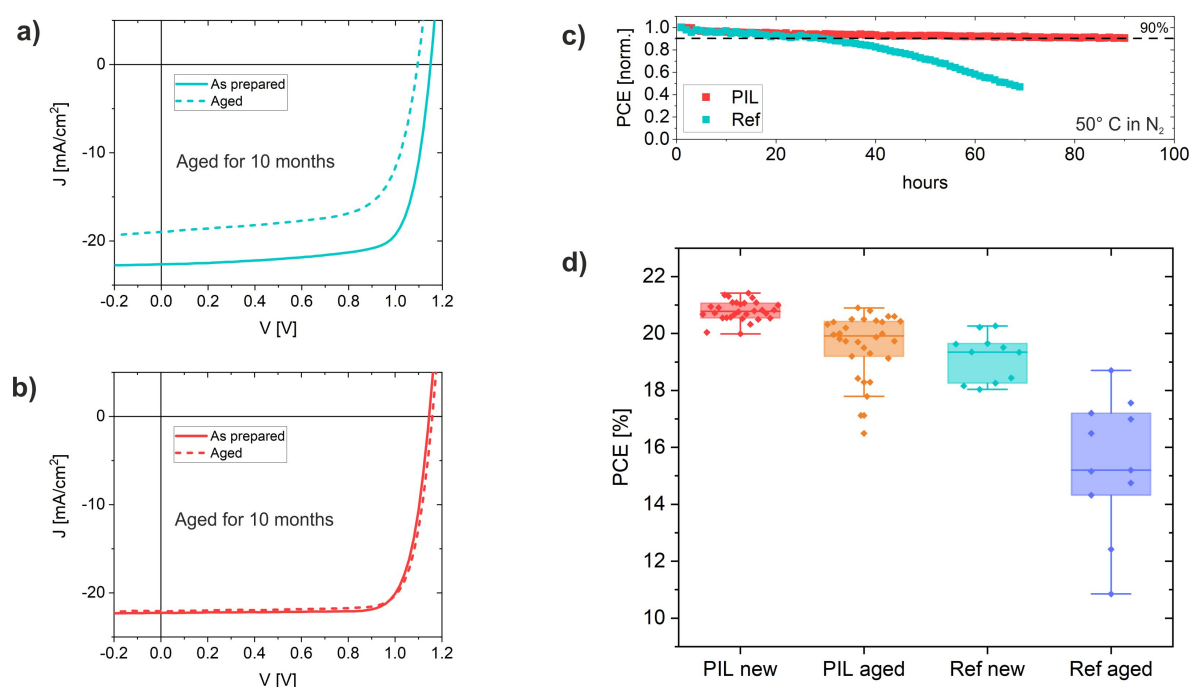 a)
0
-10
-20
J [mA/cm²]
As prepared
Aged
Aged for 10 months
-0.2 0.0 0.2 0.4 0.6 0.8 1.0 1.2
V [V]
b)
0
-10
-20
J [mA/cm²]
As prepared
Aged
Aged for 10 months
-0.2 0.0 0.2 0.4 0.6 0.8 1.0 1.2
V [V]
c)
1.0
0.8
0.6
0.4
0.2
0.0
PCE [norm.]
90%
PIL
Ref
50° C in N₂
0 20 40 60 80 100
hours
d)
22
20
18
16
14
12
10
PCE [%]
PIL new PIL aged Ref new Ref aged